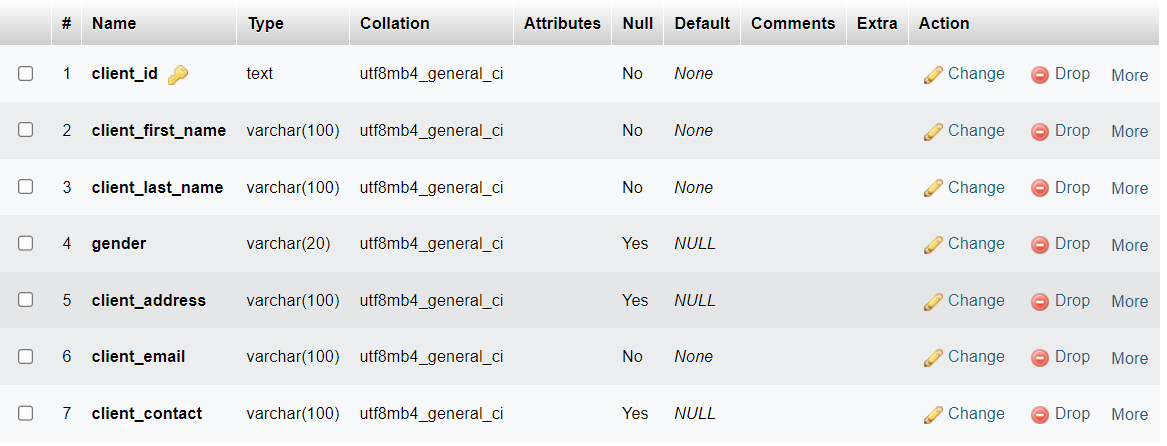 # Name Type Collation Attributes Null Default Comments Extra Action
1 client_id text utf8mb4_general_ci No None Change Drop More
2 client_first_name varchar(100) utf8mb4_general_ci No None Change Drop More
3 client_last_name varchar(100) utf8mb4_general_ci No None Change Drop More
4 gender varchar(20) utf8mb4_general_ci Yes NULL Change Drop More
5 client_address varchar(100) utf8mb4_general_ci Yes NULL Change Drop More
6 client_email varchar(100) utf8mb4_general_ci No None Change Drop More
7 client_contact varchar(100) utf8mb4_general_ci Yes NULL Change Drop More